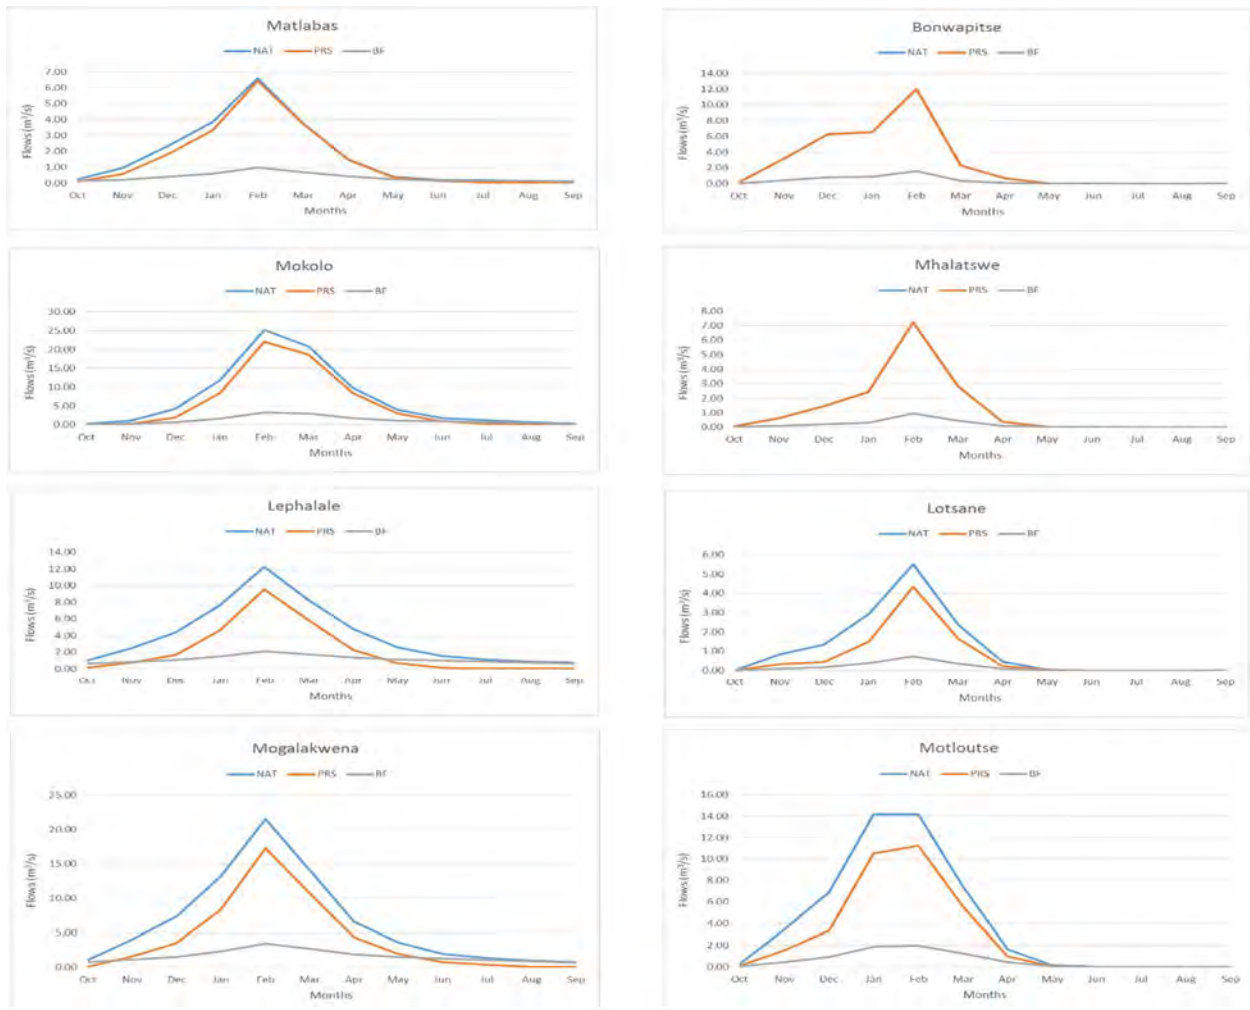 Matlabas
NAT PRS BF
7.00
6.00
5.00
4.00
3.00
2.00
1.00
0.00
Flows (m³/s)
Oct Nov Dec Jan Feb Mar Apr May Jun Jul Aug Sep
Months
Bonwapitse
NAT PRS BF
14.00
12.00
10.00
8.00
6.00
4.00
2.00
0.00
Flows (m³/s)
Oct Nov Dec Jan Feb Mar Apr May Jun Jul Aug Sep
Months
Mokolo
NAT PRS BF
30.00
25.00
20.00
15.00
10.00
5.00
0.00
Flows (m³/s)
Oct Nov Dec Jan Feb Mar Apr May Jun Jul Aug Sep
Months
Mhalatswe
NAT PRS BF
8.00
7.00
6.00
5.00
4.00
3.00
2.00
1.00
0.00
Flows (m³/s)
Oct Nov Dec Jan Feb Mar Apr May Jun Jul Aug Sep
Months
Lephalale
NAT PRS BF
14.00
12.00
10.00
8.00
6.00
4.00
2.00
0.00
Flows (m³/s)
Oct Nov Dec Jan Feb Mar Apr May Jun Jul Aug Sep
Months
Lotsane
NAT PRS BF
6.00
5.00
4.00
3.00
2.00
1.00
0.00
Flows (m³/s)
Oct Nov Dec Jan Feb Mar Apr May Jun Jul Aug Sep
Months
Mogalakwena
NAT PRS BF
25.00
20.00
15.00
10.00
5.00
0.00
Flows (m³/s)
Oct Nov Dec Jan Feb Mar Apr May Jun Jul Aug Sep
Months
Motloutse
NAT PRS BF
16.00
14.00
12.00
10.00
8.00
6.00
4.00
2.00
0.00
Flows (m³/s)
Oct Nov Dec Jan Feb Mar Apr May Jun Jul Aug Sep
Months